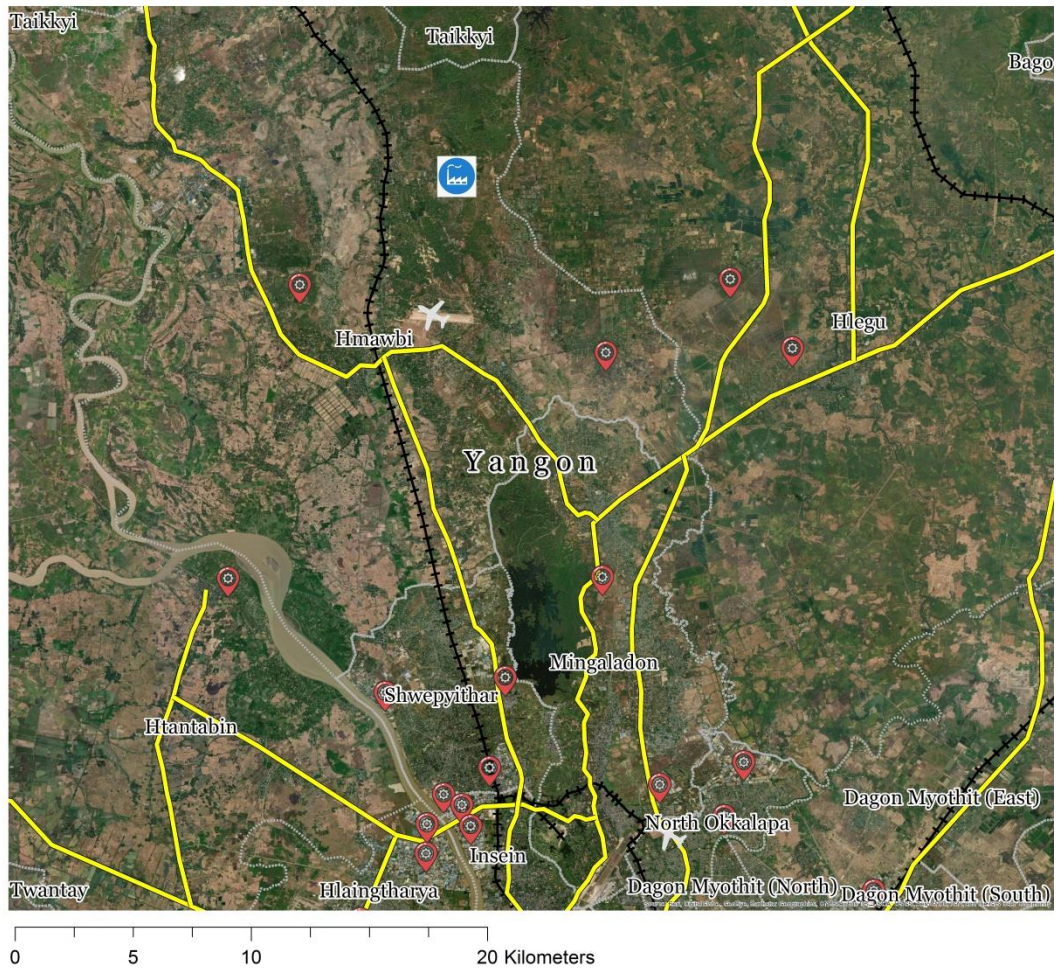 Taikkyi
Taikkyi
Bago
Hmawbi
Hlegu
Yangon
Mingaladon
Shwepyithar
Htantabin
Dagon Myothit (East)
North Okkalapa
Insein
Twantay
Hlaingtharya
Dagon Myothit (North)
Dagon Myothit (South)
0 5 10 20 Kilometers